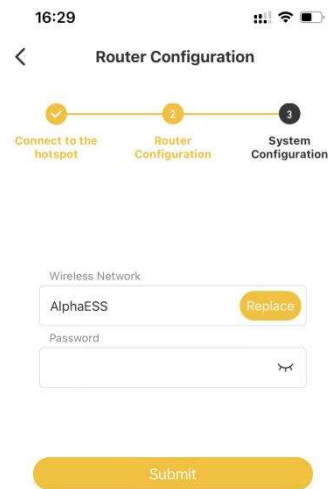 16:29
Router Configuration
2
3
Connect to the
hotspot
Router
Configuration
System
Configuration
Wireless Network
AlphaESS
Replace
Password
Submit